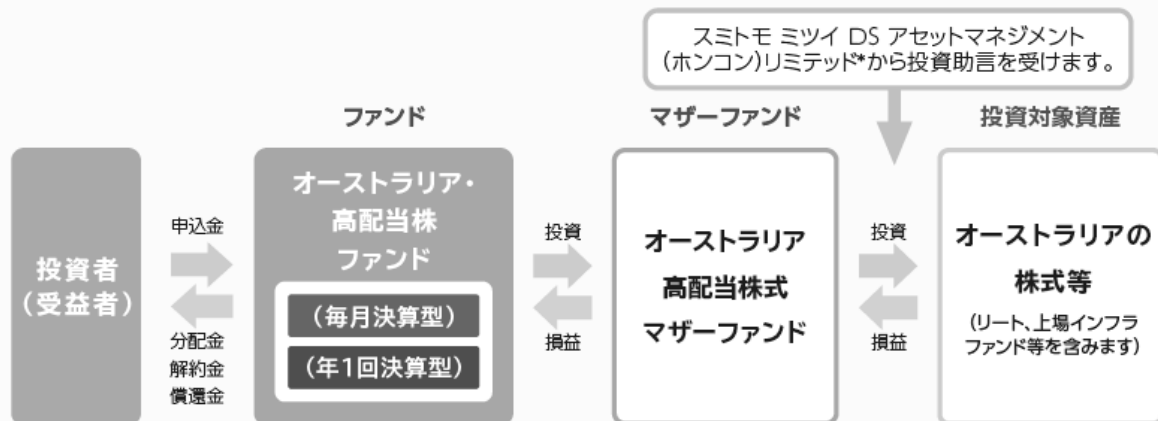 スミトモ ミツイ DS アセットマネジメント
(ホンコン)リミテッド*から投資助言を受けます。
ファンド
マザーファンド
投資対象資産
投資者
(受益者)
申込金
分配金
解約金
償還金
オーストラリア・
高配当株
ファンド
(毎月決算型)
(年1回決算型)
投資
損益
オーストラリア
高配当株式
マザーファンド
投資
損益
オーストラリアの
株式等
(リート、上場インフラ
ファンド等を含みます)